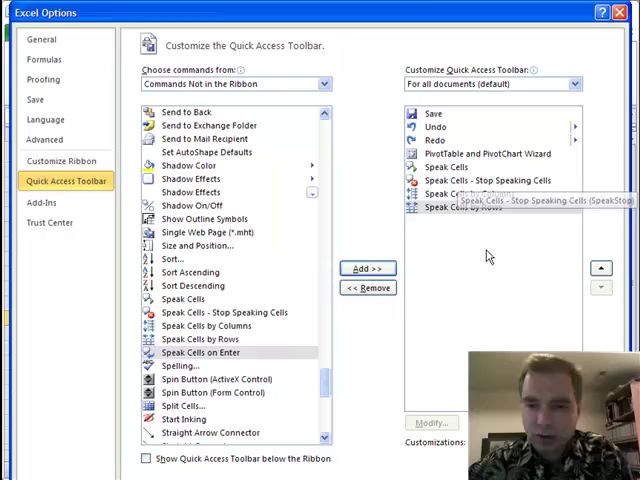 Excel Options
General
Formulas
Proofing
Save
Language
Advanced
Customize Ribbon
Quick Access Toolbar
Add-Ins
Trust Center
Customize the Quick Access Toolbar.
Choose commands from:
Commands Not in the Ribbon
Send to Back
Send to Exchange Folder
Send to Mail Recipient
Set AutoShape Defaults
Shadow Color
Shadow Effects
Shadow Effects
Shadow On/Off
Show Outline Symbols
Single Web Page (*.mht)
Size and Position...
Sort...
Sort Ascending
Sort Descending
Speak Cells
Speak Cells - Stop Speaking Cells
Speak Cells by Columns
Speak Cells by Rows
Speak Cells on Enter
Spelling...
Spin Button (ActiveX Control)
Spin Button (Form Control)
Split Cells...
Start Inking
Straight Arrow Connector
Show Quick Access Toolbar below the Ribbon
Add >>
<< Remove
Customize Quick Access Toolbar:
For all documents (default)
Save
Undo
Redo
PivotTable and PivotChart Wizard
Speak Cells
Speak Cells - Stop Speaking Cells
Speak Cells by Columns
Speak Cells - Stop Speaking Cells (SpeakStop)
Speak Cells by Rows
Modify...
Customizations: